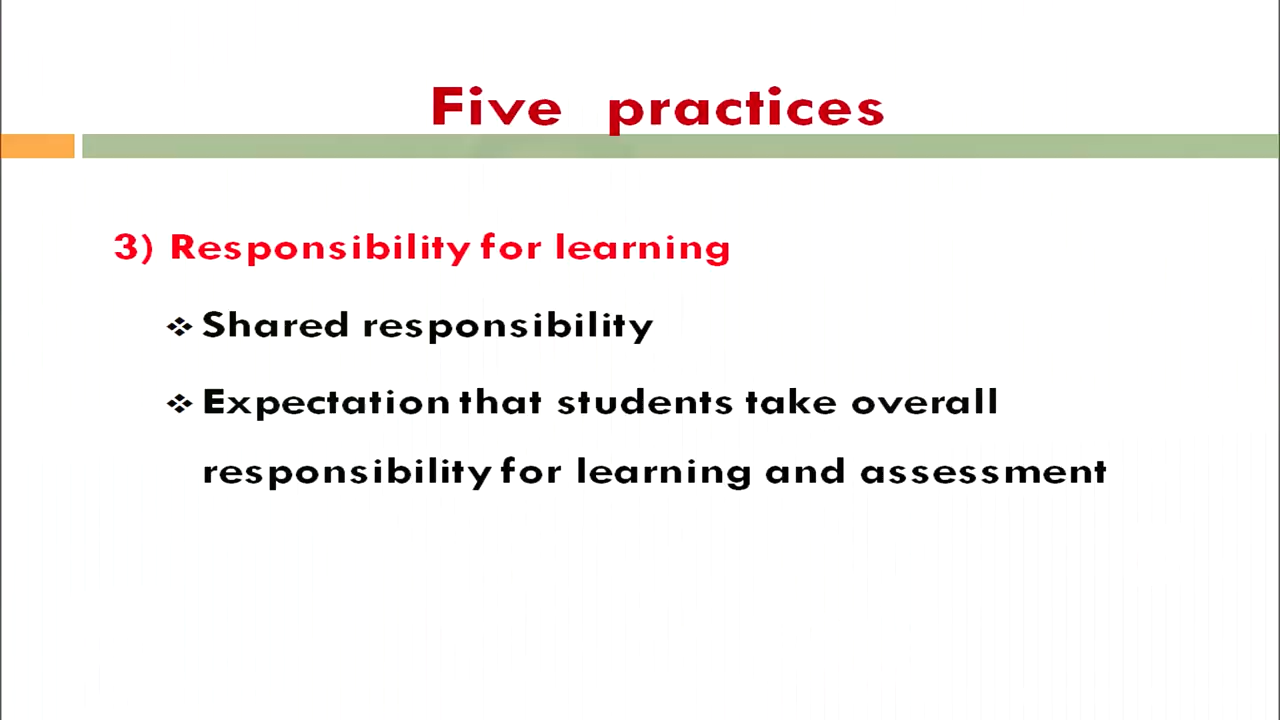 Five practices
3) Responsibility for learning
❖ Shared responsibility
❖ Expectation that students take overall
responsibility for learning and assessment